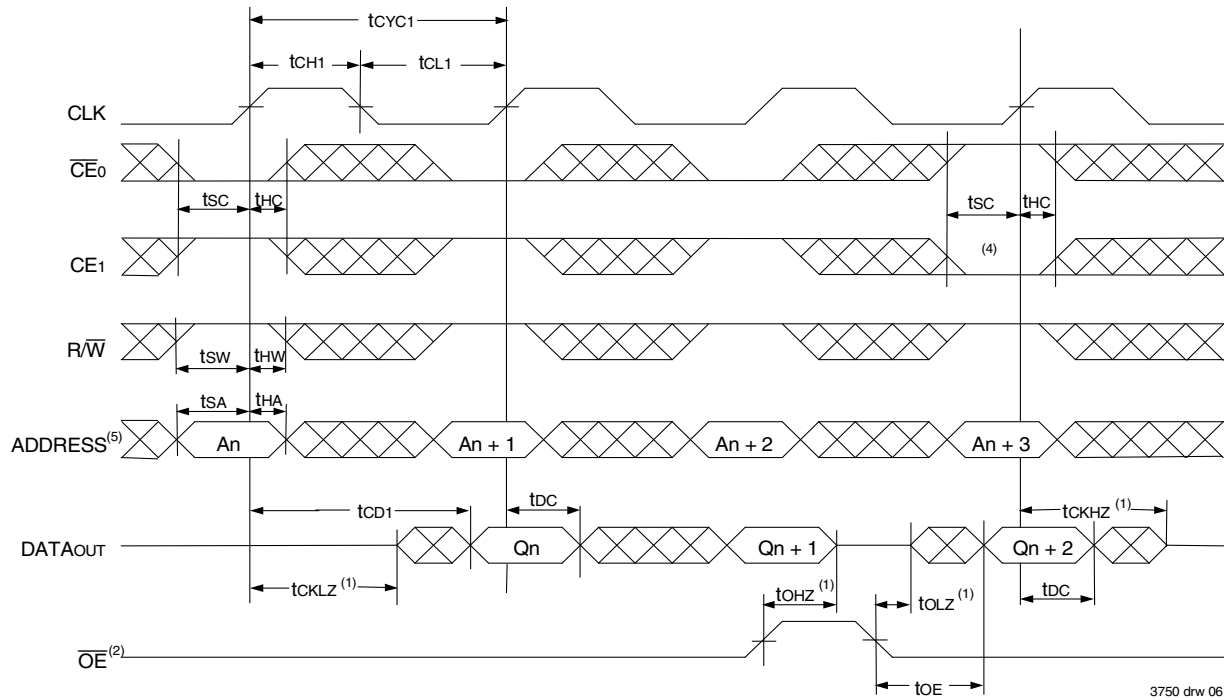 tCYC1
tCH1 tCL1
CLK
CE0
tSC tHC tSC tHC
CE1 (4)
R/W
tSW tHW
tSA tHA
ADDRESS(5) An An + 1 An + 2 An + 3
tCD1 tDC tCKHZ (1)
DATAOUT Qn Qn + 1 Qn + 2
tCKLZ (1) tOHZ (1) tOLZ (1) tDC
OE(2)
tOE
3750 drw 06